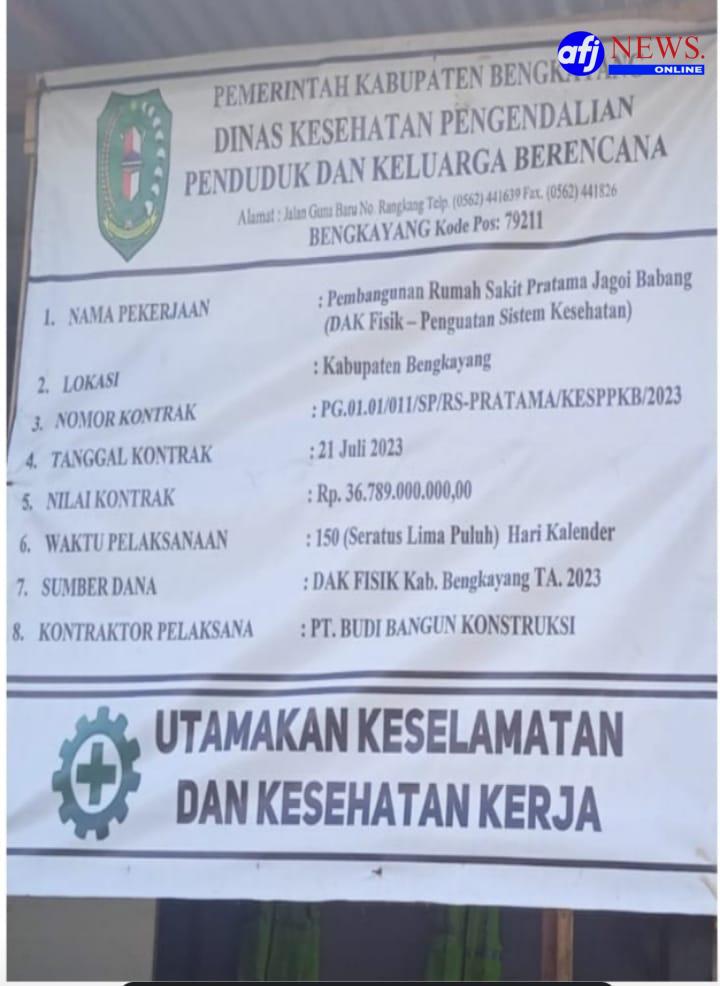 afj NEWS.
ONLINE
PEMERINTAH KABUPATEN
DINAS KESEHATAN PENGENDALIAN
PENDUDUK DAN KELUARGA BERENCANA
Alamat : Jalan Guna Baru No. Rangkang Telp. (0562) 441639 Fax. (0562) 441826
BENGKAYANG Kode Pos: 79211
1. NAMA PEKERJAAN : Pembangunan Rumah Sakit Pratama Jagoi Babang
(DAK Fisik – Penguatan Sistem Kesehatan)
2. LOKASI : Kabupaten Bengkayang
3. NOMOR KONTRAK : PG.01.01/011/SP/RS-PRATAMA/KESPPKB/2023
4. TANGGAL KONTRAK : 21 Juli 2023
5. NILAI KONTRAK : Rp. 36.789.000.000,00
6. WAKTU PELAKSANAAN : 150 (Seratus Lima Puluh) Hari Kalender
7. SUMBER DANA : DAK FISIK Kab. Bengkayang TA. 2023
8. KONTRAKTOR PELAKSANA : PT. BUDI BANGUN KONSTRUKSI
UTAMAKAN KESELAMATAN
DAN KESEHATAN KERJA